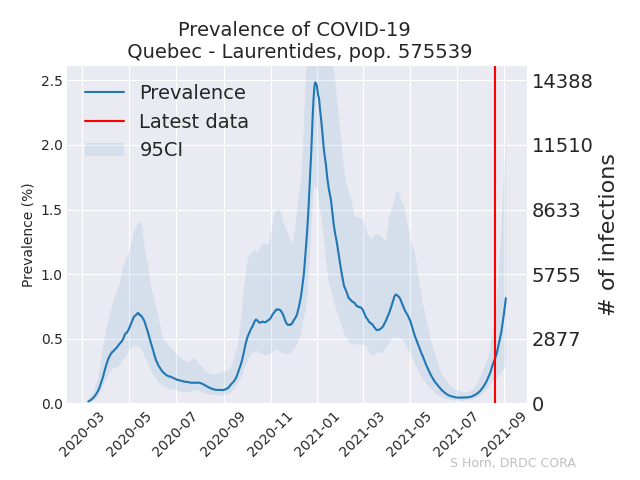 Prevalence of COVID-19
Quebec - Laurentides, pop. 575539
Prevalence
Latest data
95CI
Prevalence (%)
2.5
2.0
1.5
1.0
0.5
0.0
14388
11510
8633
5755
2877
0
# of infections
2020-03
2020-05
2020-07
2020-09
2020-11
2021-01
2021-03
2021-05
2021-07
2021-09
S Horn, DRDC CORA